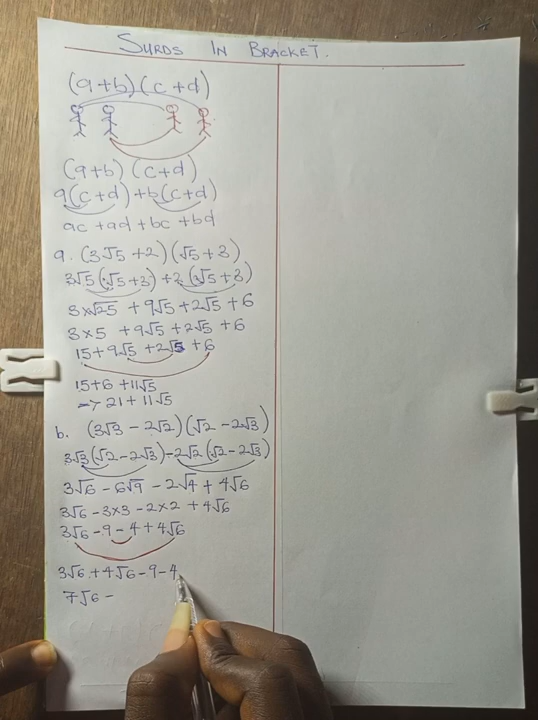 SURDS IN BRACKET.
(a+b)(c+d)
(a+b) (c+d)
a(c+d)+b(c+d)
ac +ad +bc +bd
a. (3√5 +2)(√5+3)
3√5(√5+3)+2(√5+3)
3×√25 + 9√5+2√5 +6
3×5 +9√5+2√5 +6
15+9√5 +2√5 +6
15+6 +11√5
-> 21+11√5
b. (3√3 -2√2)(√2 -2√3)
3√3(√2-2√3)-2√2(√2-2√3)
3√6 -6√9 -2√4 +4√6
3√6 -3×3 -2×2 +4√6
3√6 -9 -4 +4√6
3√6 +4√6 -9-4
7√6 -